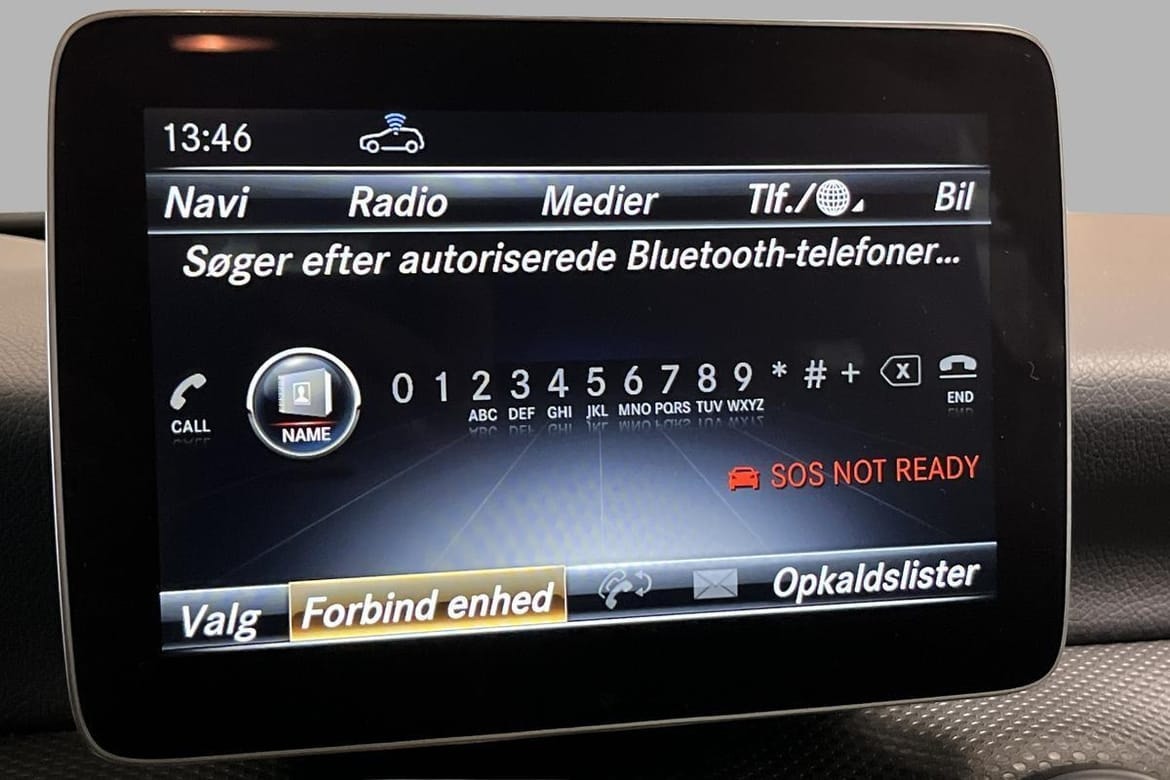 13:46
Navi Radio Medier Tlf./ Bil
Søger efter autoriserede Bluetooth-telefoner...
0 1 2 3 4 5 6 7 8 9 * # + X
ABC DEF GHI JKL MNO PQRS TUV WXYZ
CALL NAME END
SOS NOT READY
Valg Forbind enhed Opkaldslister